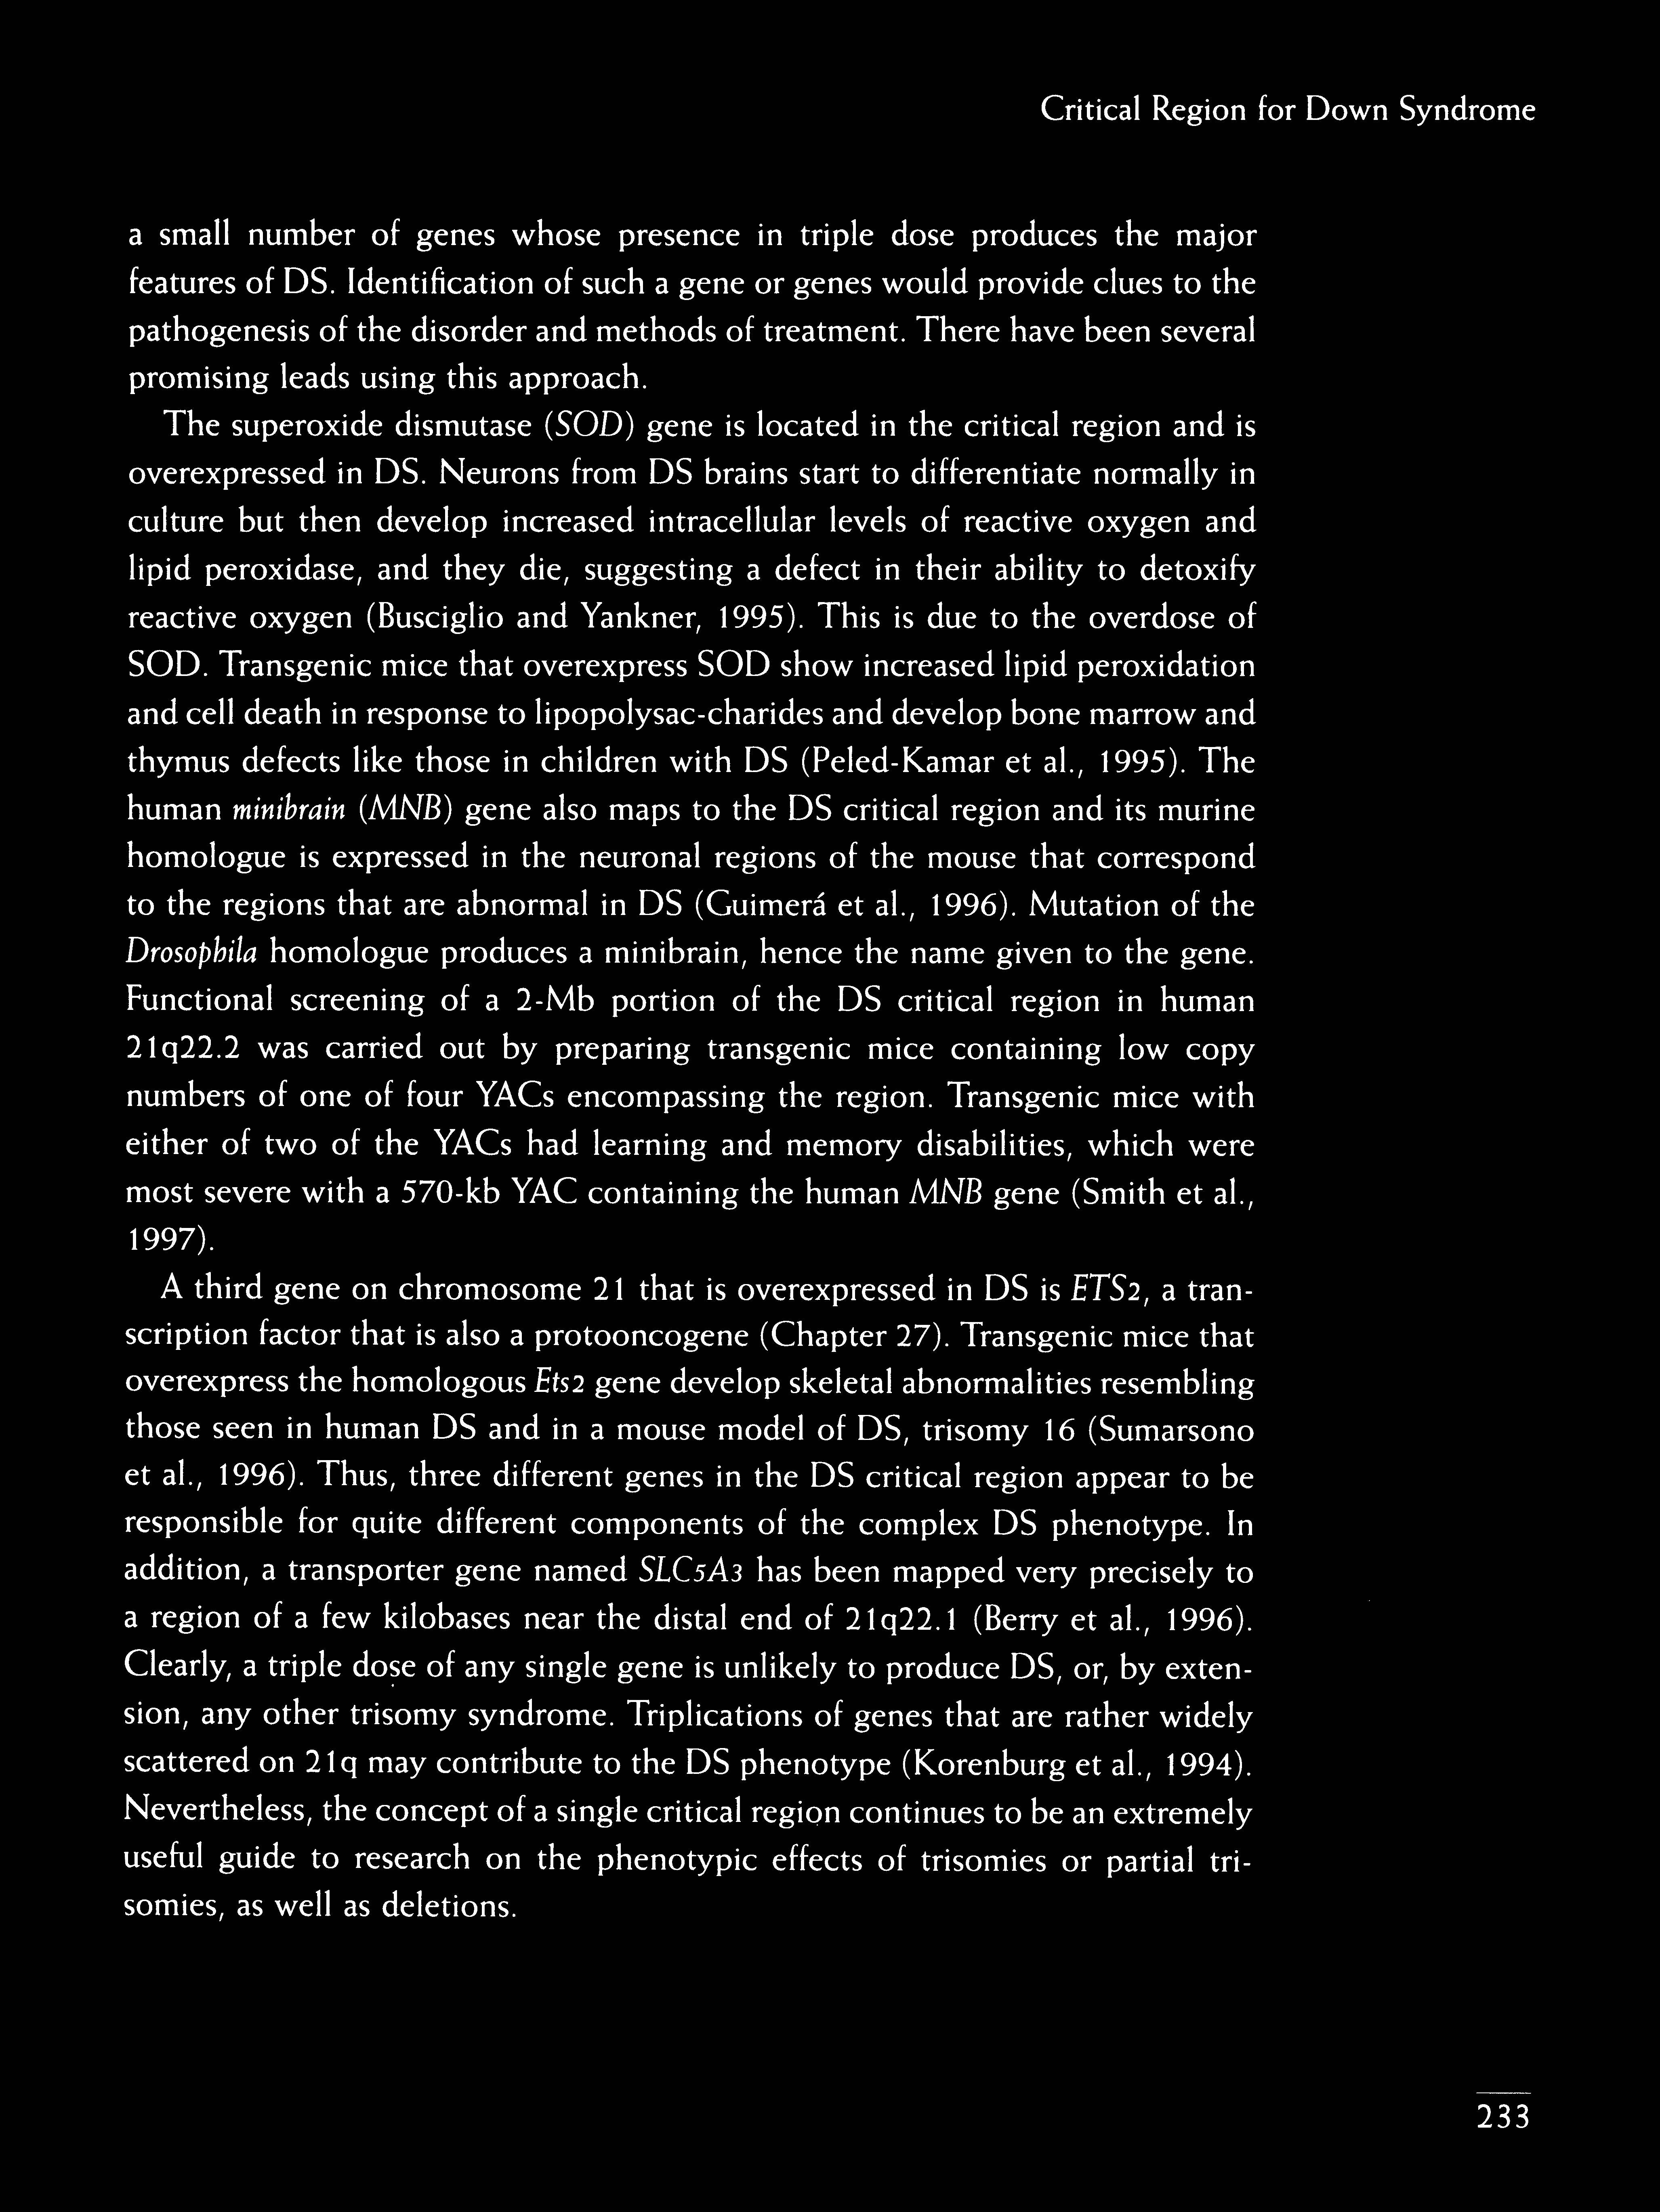 Critical Region for Down Syndrome
a small number of genes whose presence in triple dose produces the major
features of DS. Identification of such a gene or genes would provide clues to the
pathogenesis of the disorder and methods of treatment. There have been several
promising leads using this approach.
The superoxide dismutase (SOD) gene is located in the critical region and is
overexpressed in DS. Neurons from DS brains start to differentiate normally in
culture but then develop increased intracellular levels of reactive oxygen and
lipid peroxidase, and they die, suggesting a defect in their ability to detoxify
reactive oxygen (Busciglio and Yankner, 1995). This is due to the overdose of
SOD. Transgenic mice that overexpress SOD show increased lipid peroxidation
and cell death in response to lipopolysac-charides and develop bone marrow and
thymus defects like those in children with DS (Peled-Kamar et al., 1995). The
human minibrain (MNB) gene also maps to the DS critical region and its murine
homologue is expressed in the neuronal regions of the mouse that correspond
to the regions that are abnormal in DS (Guimerá et al., 1996). Mutation of the
Drosophila homologue produces a minibrain, hence the name given to the gene.
Functional screening of a 2-Mb portion of the DS critical region in human
21q22.2 was carried out by preparing transgenic mice containing low copy
numbers of one of four YACs encompassing the region. Transgenic mice with
either of two of the YACs had learning and memory disabilities, which were
most severe with a 570-kb YAC containing the human MNB gene (Smith et al.,
1997).
A third gene on chromosome 21 that is overexpressed in DS is ETS2, a tran-
scription factor that is also a protooncogene (Chapter 27). Transgenic mice that
overexpress the homologous Ets2 gene develop skeletal abnormalities resembling
those seen in human DS and in a mouse model of DS, trisomy 16 (Sumarsono
et al., 1996). Thus, three different genes in the DS critical region appear to be
responsible for quite different components of the complex DS phenotype. In
addition, a transporter gene named SLC5A3 has been mapped very precisely to
a region of a few kilobases near the distal end of 21q22.1 (Berry et al., 1996).
Clearly, a triple dose of any single gene is unlikely to produce DS, or, by exten-
sion, any other trisomy syndrome. Triplications of genes that are rather widely
scattered on 21q may contribute to the DS phenotype (Korenburg et al., 1994).
Nevertheless, the concept of a single critical region continues to be an extremely
useful guide to research on the phenotypic effects of trisomies or partial tri-
somies, as well as deletions.
233